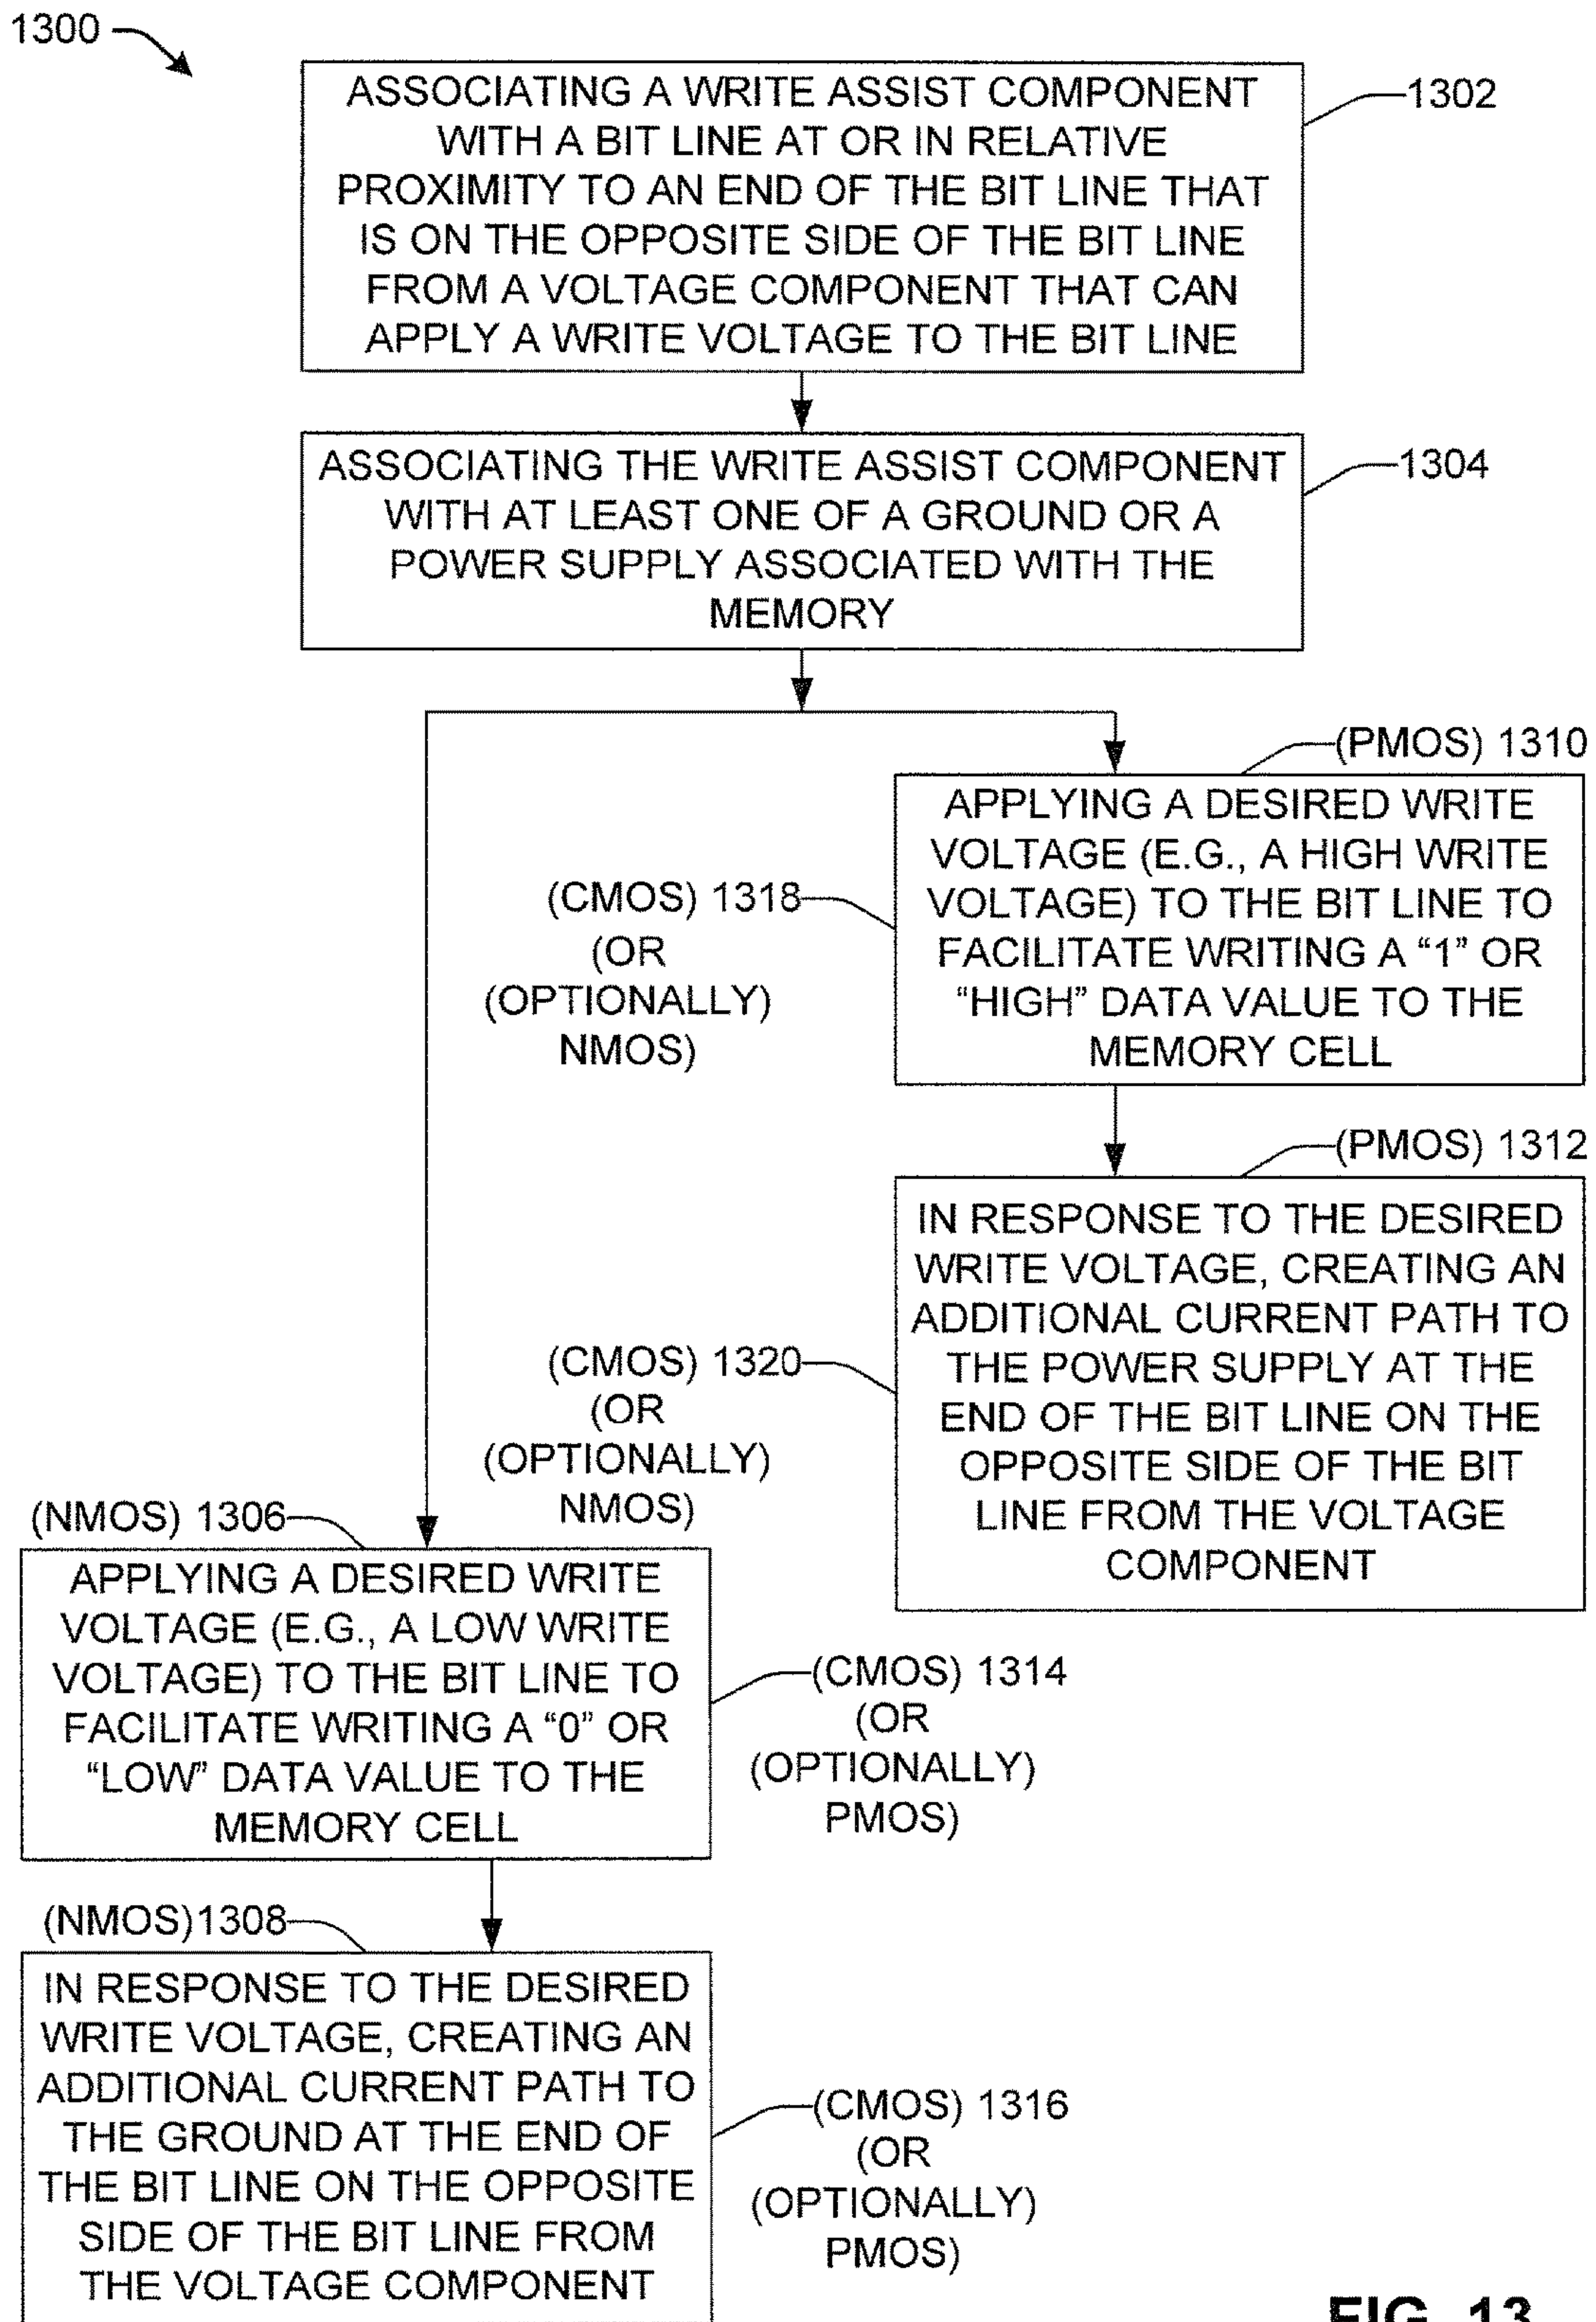 1300
ASSOCIATING A WRITE ASSIST COMPONENT
WITH A BIT LINE AT OR IN RELATIVE
PROXIMITY TO AN END OF THE BIT LINE THAT
IS ON THE OPPOSITE SIDE OF THE BIT LINE
FROM A VOLTAGE COMPONENT THAT CAN
APPLY A WRITE VOLTAGE TO THE BIT LINE
1302
ASSOCIATING THE WRITE ASSIST COMPONENT
WITH AT LEAST ONE OF A GROUND OR A
POWER SUPPLY ASSOCIATED WITH THE
MEMORY
1304
(PMOS) 1310
APPLYING A DESIRED WRITE
VOLTAGE (E.G., A HIGH WRITE
VOLTAGE) TO THE BIT LINE TO
FACILITATE WRITING A “1” OR
“HIGH” DATA VALUE TO THE
MEMORY CELL
(CMOS) 1318
(OR
(OPTIONALLY)
NMOS)
(PMOS) 1312
IN RESPONSE TO THE DESIRED
WRITE VOLTAGE, CREATING AN
ADDITIONAL CURRENT PATH TO
THE POWER SUPPLY AT THE
END OF THE BIT LINE ON THE
OPPOSITE SIDE OF THE BIT
LINE FROM THE VOLTAGE
COMPONENT
(CMOS) 1320
(OR
(OPTIONALLY)
NMOS)
(NMOS) 1306
APPLYING A DESIRED WRITE
VOLTAGE (E.G., A LOW WRITE
VOLTAGE) TO THE BIT LINE TO
FACILITATE WRITING A “0” OR
“LOW” DATA VALUE TO THE
MEMORY CELL
(CMOS) 1314
(OR
(OPTIONALLY)
PMOS)
(NMOS)1308
IN RESPONSE TO THE DESIRED
WRITE VOLTAGE, CREATING AN
ADDITIONAL CURRENT PATH TO
THE GROUND AT THE END OF
THE BIT LINE ON THE OPPOSITE
SIDE OF THE BIT LINE FROM
THE VOLTAGE COMPONENT
(CMOS) 1316
(OR
(OPTIONALLY)
PMOS)
FIG. 13